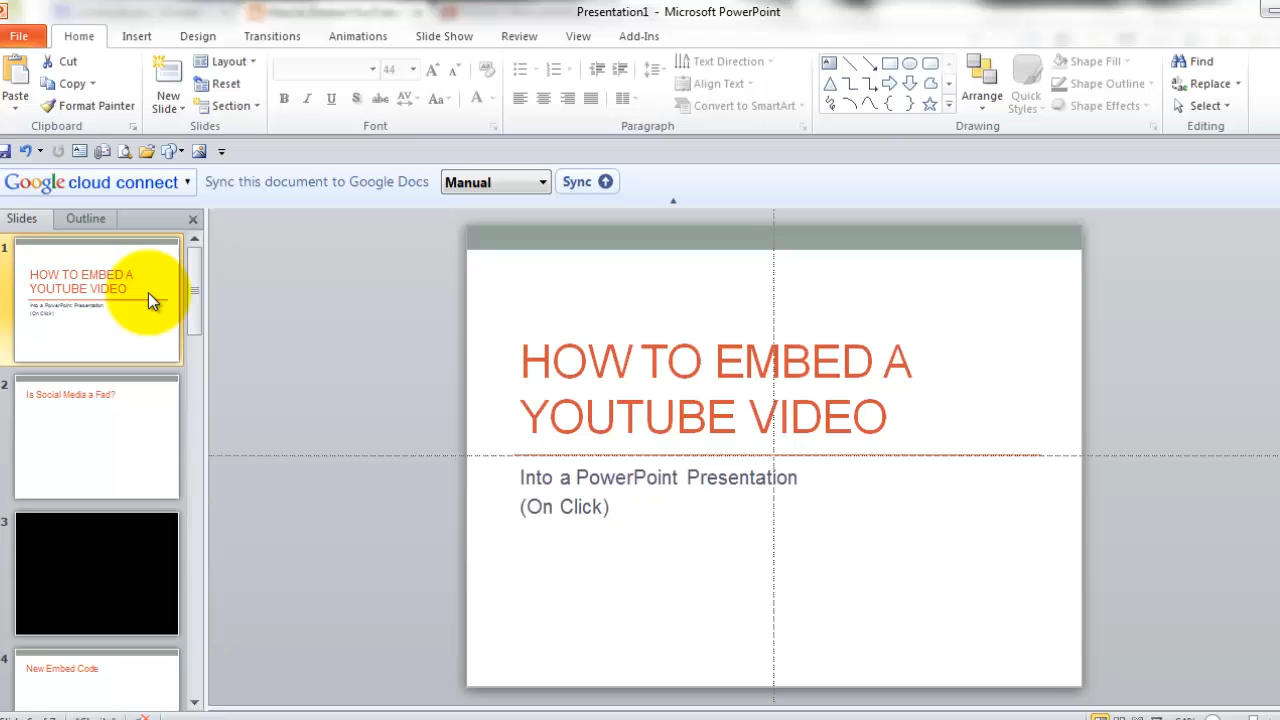 Presentation1 - Microsoft PowerPoint
File Home Insert Design Transitions Animations Slide Show Review View Add-Ins
Paste
Cut
Copy
Format Painter
Clipboard
New
Slide
Layout
Reset
Section
Slides
44
B I U S abc AV Aa A
Font
Text Direction
Align Text
Convert to SmartArt
Paragraph
Arrange
Quick
Styles
Shape Fill
Shape Outline
Shape Effects
Drawing
Find
Replace
Select
Editing
Google cloud connect Sync this document to Google Docs Manual Sync
Slides Outline
1
HOW TO EMBED A
YOUTUBE VIDEO
Into a PowerPoint Presentation
(On Click)
2
Is Social Media a Fad?
3
4
New Embed Code
HOW TO EMBED A
YOUTUBE VIDEO
Into a PowerPoint Presentation
(On Click)